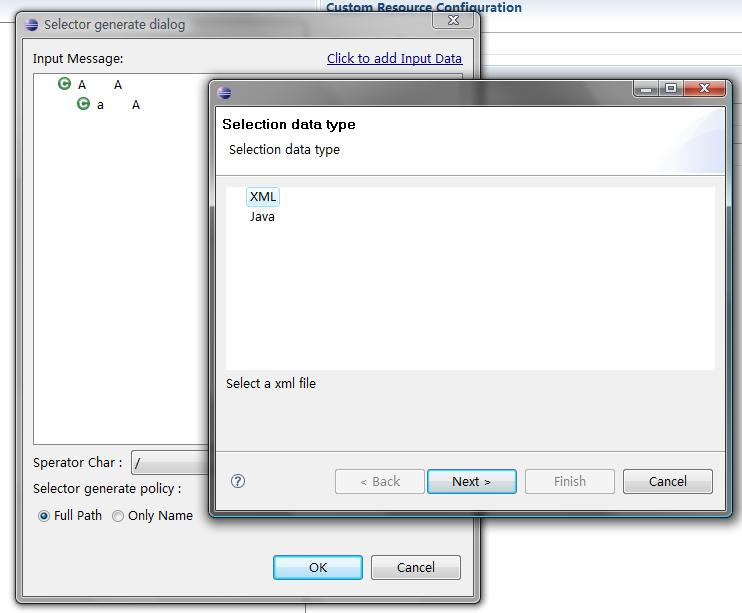 Custom Resource Configuration
Selector generate dialog
Input Message:
Click to add Input Data
A A
a A
Selection data type
Selection data type
XML
Java
Select a xml file
Sperator Char : /
Selector generate policy :
Full Path Only Name
< Back Next > Finish Cancel
OK Cancel